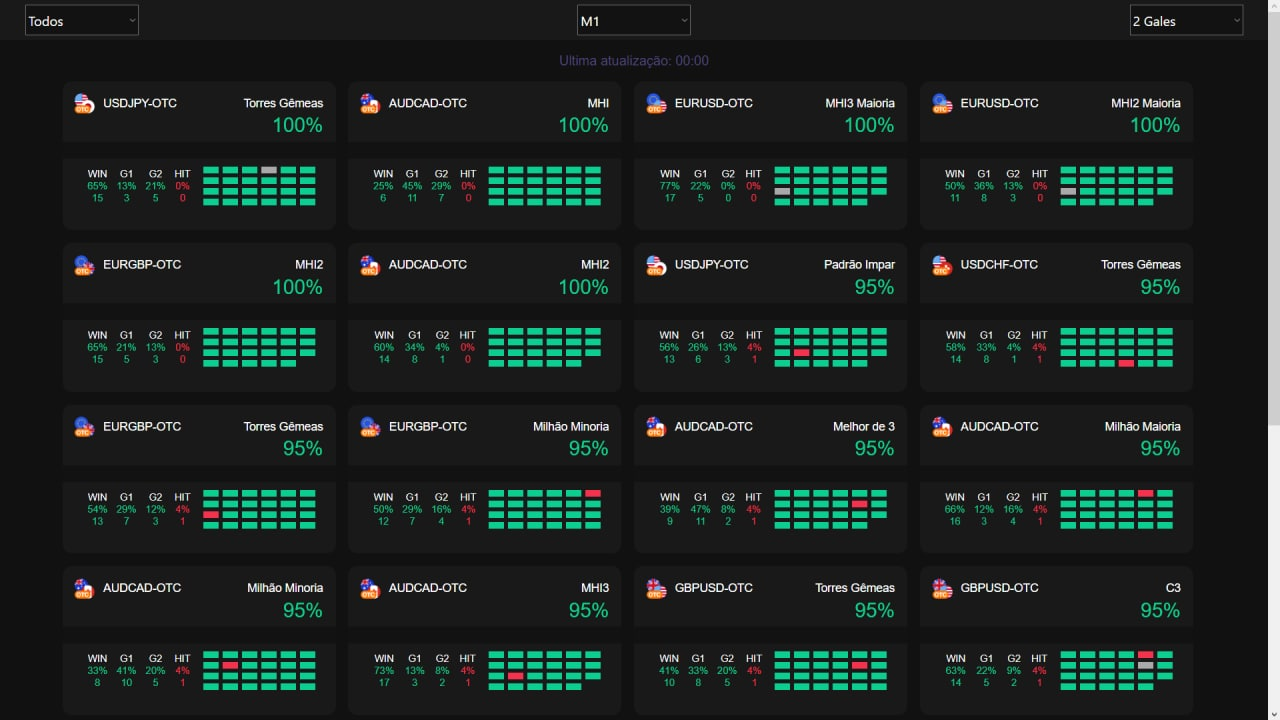 Todos
M1
2 Gales
Ultima atualização: 00:00
USDJPY-OTC Torres Gêmeas
100%
WIN G1 G2 HIT
65% 13% 21% 0%
15 3 5 0
AUDCAD-OTC MHI
100%
WIN G1 G2 HIT
25% 45% 29% 0%
6 11 7 0
EURUSD-OTC MHI3 Maioria
100%
WIN G1 G2 HIT
77% 22% 0% 0%
17 5 0 0
EURUSD-OTC MHI2 Maioria
100%
WIN G1 G2 HIT
50% 36% 13% 0%
11 8 3 0
EURGBP-OTC MHI2
100%
WIN G1 G2 HIT
65% 21% 13% 0%
15 5 3 0
AUDCAD-OTC MHI2
100%
WIN G1 G2 HIT
60% 34% 4% 0%
14 8 1 0
USDJPY-OTC Padrão Impar
95%
WIN G1 G2 HIT
56% 26% 13% 4%
13 6 3 1
USDCHF-OTC Torres Gêmeas
95%
WIN G1 G2 HIT
58% 33% 4% 4%
14 8 1 1
EURGBP-OTC Torres Gêmeas
95%
WIN G1 G2 HIT
54% 29% 12% 4%
13 7 3 1
EURGBP-OTC Milhão Minoria
95%
WIN G1 G2 HIT
50% 29% 16% 4%
12 7 4 1
AUDCAD-OTC Melhor de 3
95%
WIN G1 G2 HIT
39% 47% 8% 4%
9 11 2 1
AUDCAD-OTC Milhão Maioria
95%
WIN G1 G2 HIT
66% 12% 16% 4%
16 3 4 1
AUDCAD-OTC Milhão Minoria
95%
WIN G1 G2 HIT
33% 41% 20% 4%
8 10 5 1
AUDCAD-OTC MHI3
95%
WIN G1 G2 HIT
73% 13% 8% 4%
17 3 2 1
GBPUSD-OTC Torres Gêmeas
95%
WIN G1 G2 HIT
41% 33% 20% 4%
10 8 5 1
GBPUSD-OTC C3
95%
WIN G1 G2 HIT
63% 22% 9% 4%
14 5 2 1